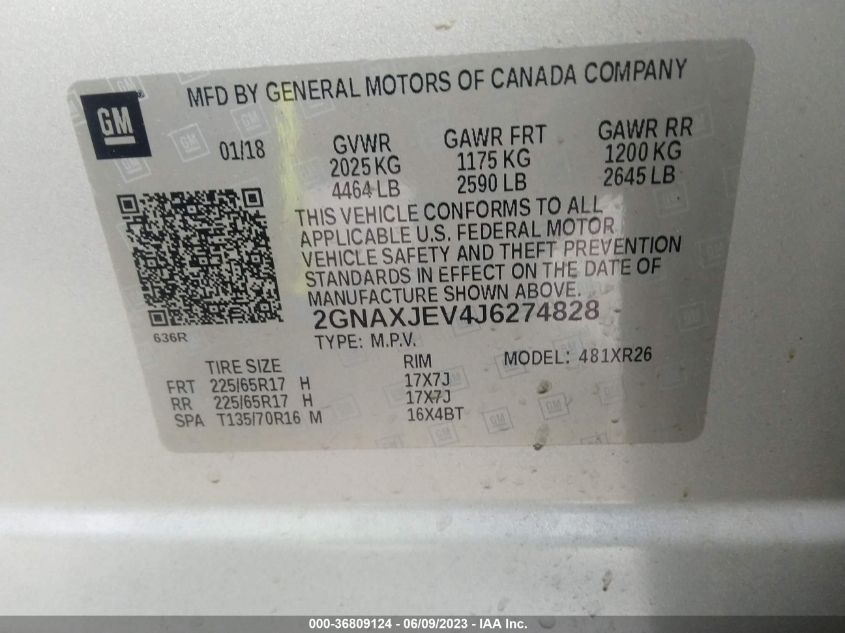 GM
MFD BY GENERAL MOTORS OF CANADA COMPANY
01/18
GVWR GAWR FRT GAWR RR
2025 KG 1175 KG 1200 KG
4464 LB 2590 LB 2645 LB
THIS VEHICLE CONFORMS TO ALL
APPLICABLE U.S. FEDERAL MOTOR
VEHICLE SAFETY AND THEFT PREVENTION
STANDARDS IN EFFECT ON THE DATE OF
MANUFACTURE SHOWN ABOVE.
2GNAXJEV4J6274828
636R
TYPE: M.P.V.
TIRE SIZE RIM MODEL: 481XR26
FRT 225/65R17 H 17X7J
RR 225/65R17 H 17X7J
SPA T135/70R16 M 16X4BT
000-36809124 - 06/09/2023 - IAA Inc.